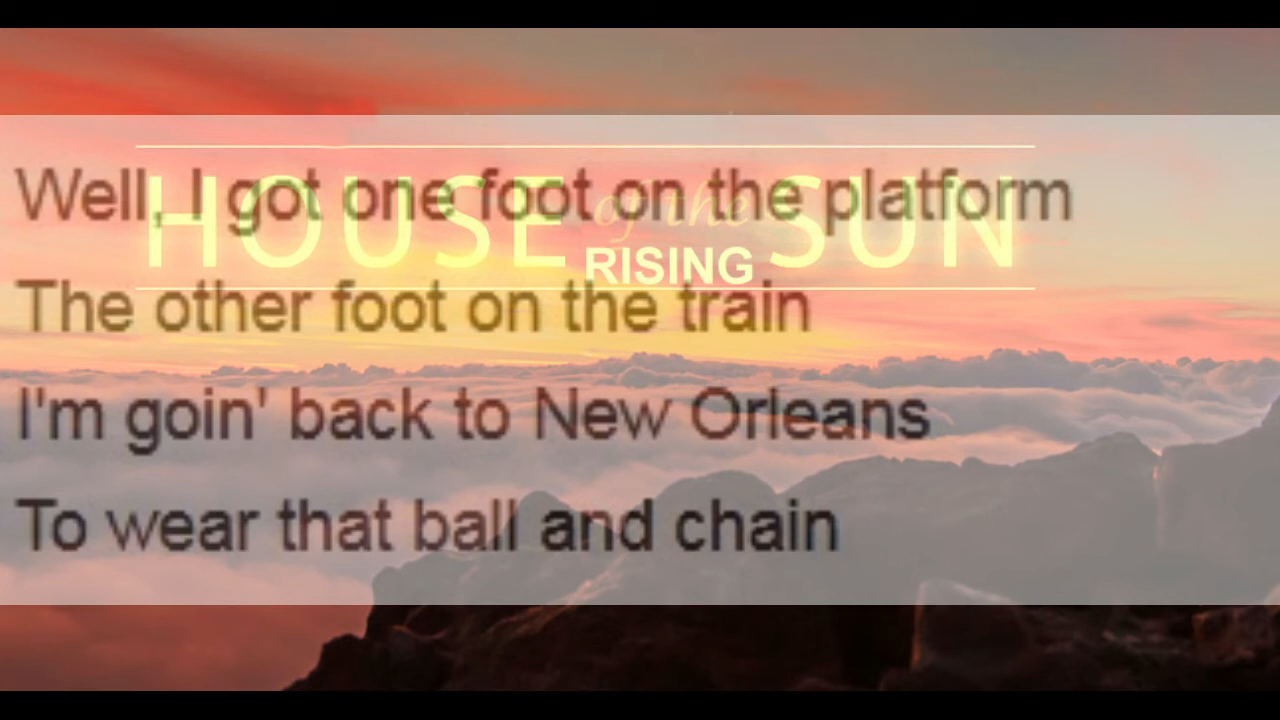 Well, I got one foot on the platform
HOUSE of the RISING SUN
The other foot on the train
I'm goin' back to New Orleans
To wear that ball and chain